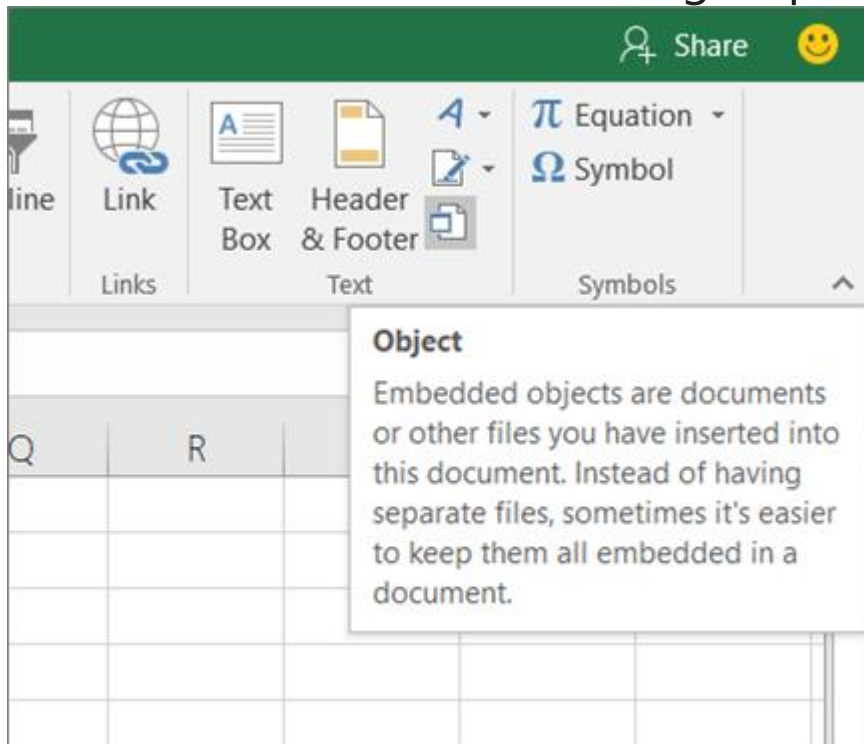 Share
Equation
Symbol
line
Link
Text
Box
Header
& Footer
Links
Text
Symbols
Object
Embedded objects are documents
or other files you have inserted into
this document. Instead of having
separate files, sometimes it's easier
to keep them all embedded in a
document.
Q
R